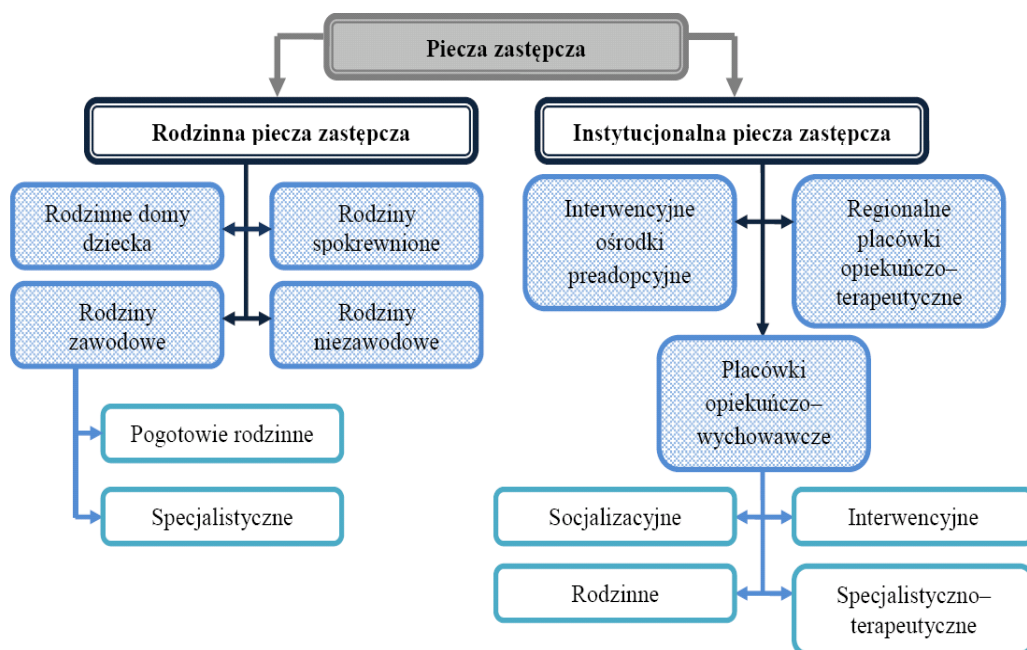 Piecza zastępcza
Rodzinna piecza zastępcza
Instytucjonalna piecza zastępcza
Rodzinne domy
dziecka
Rodziny
spokrewnione
Interwencyjne
ośrodki
preadopcyjne
Regionalne
placówki
opiekuńczo–
terapeutyczne
Rodziny
zawodowe
Rodziny
niezawodowe
Placówki
opiekuńczo–
wychowawcze
Pogotowie rodzinne
Specjalistyczne
Socjalizacyjne
Interwencyjne
Rodzinne
Specjalistyczno–
terapeutyczne